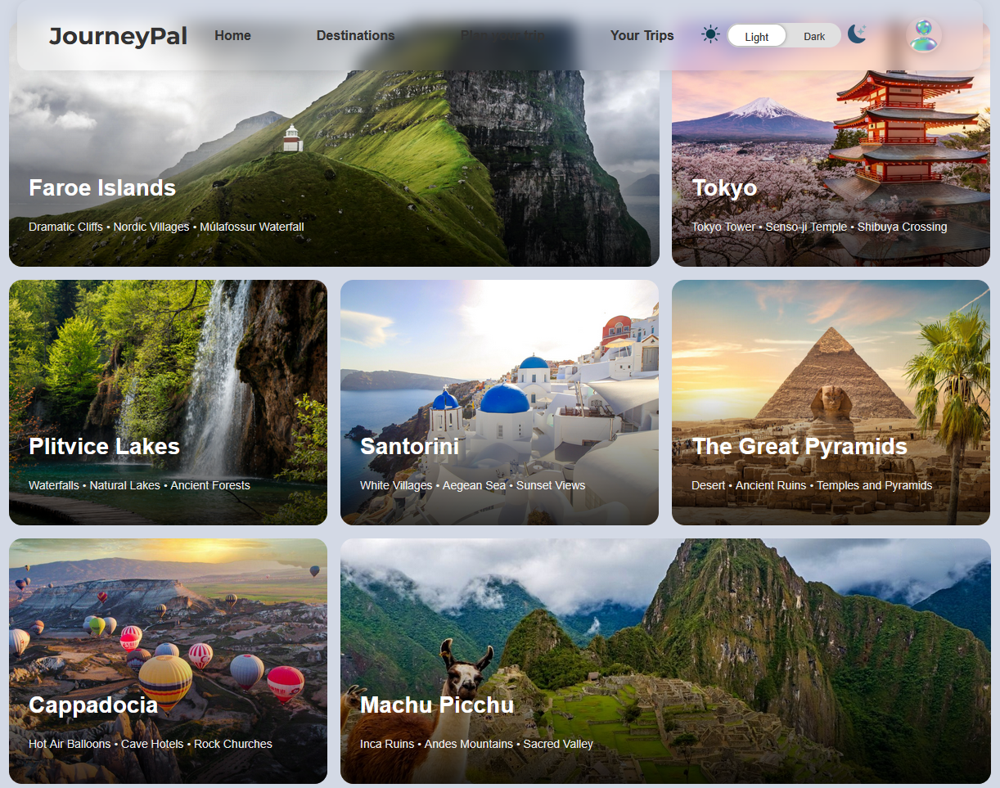 JourneyPal Home Destinations Plan your trip Your Trips Light Dark
Faroe Islands
Dramatic Cliffs • Nordic Villages • Múlafossur Waterfall
Tokyo
Tokyo Tower • Senso-ji Temple • Shibuya Crossing
Plitvice Lakes
Waterfalls • Natural Lakes • Ancient Forests
Santorini
White Villages • Aegean Sea • Sunset Views
The Great Pyramids
Desert • Ancient Ruins • Temples and Pyramids
Cappadocia
Hot Air Balloons • Cave Hotels • Rock Churches
Machu Picchu
Inca Ruins • Andes Mountains • Sacred Valley